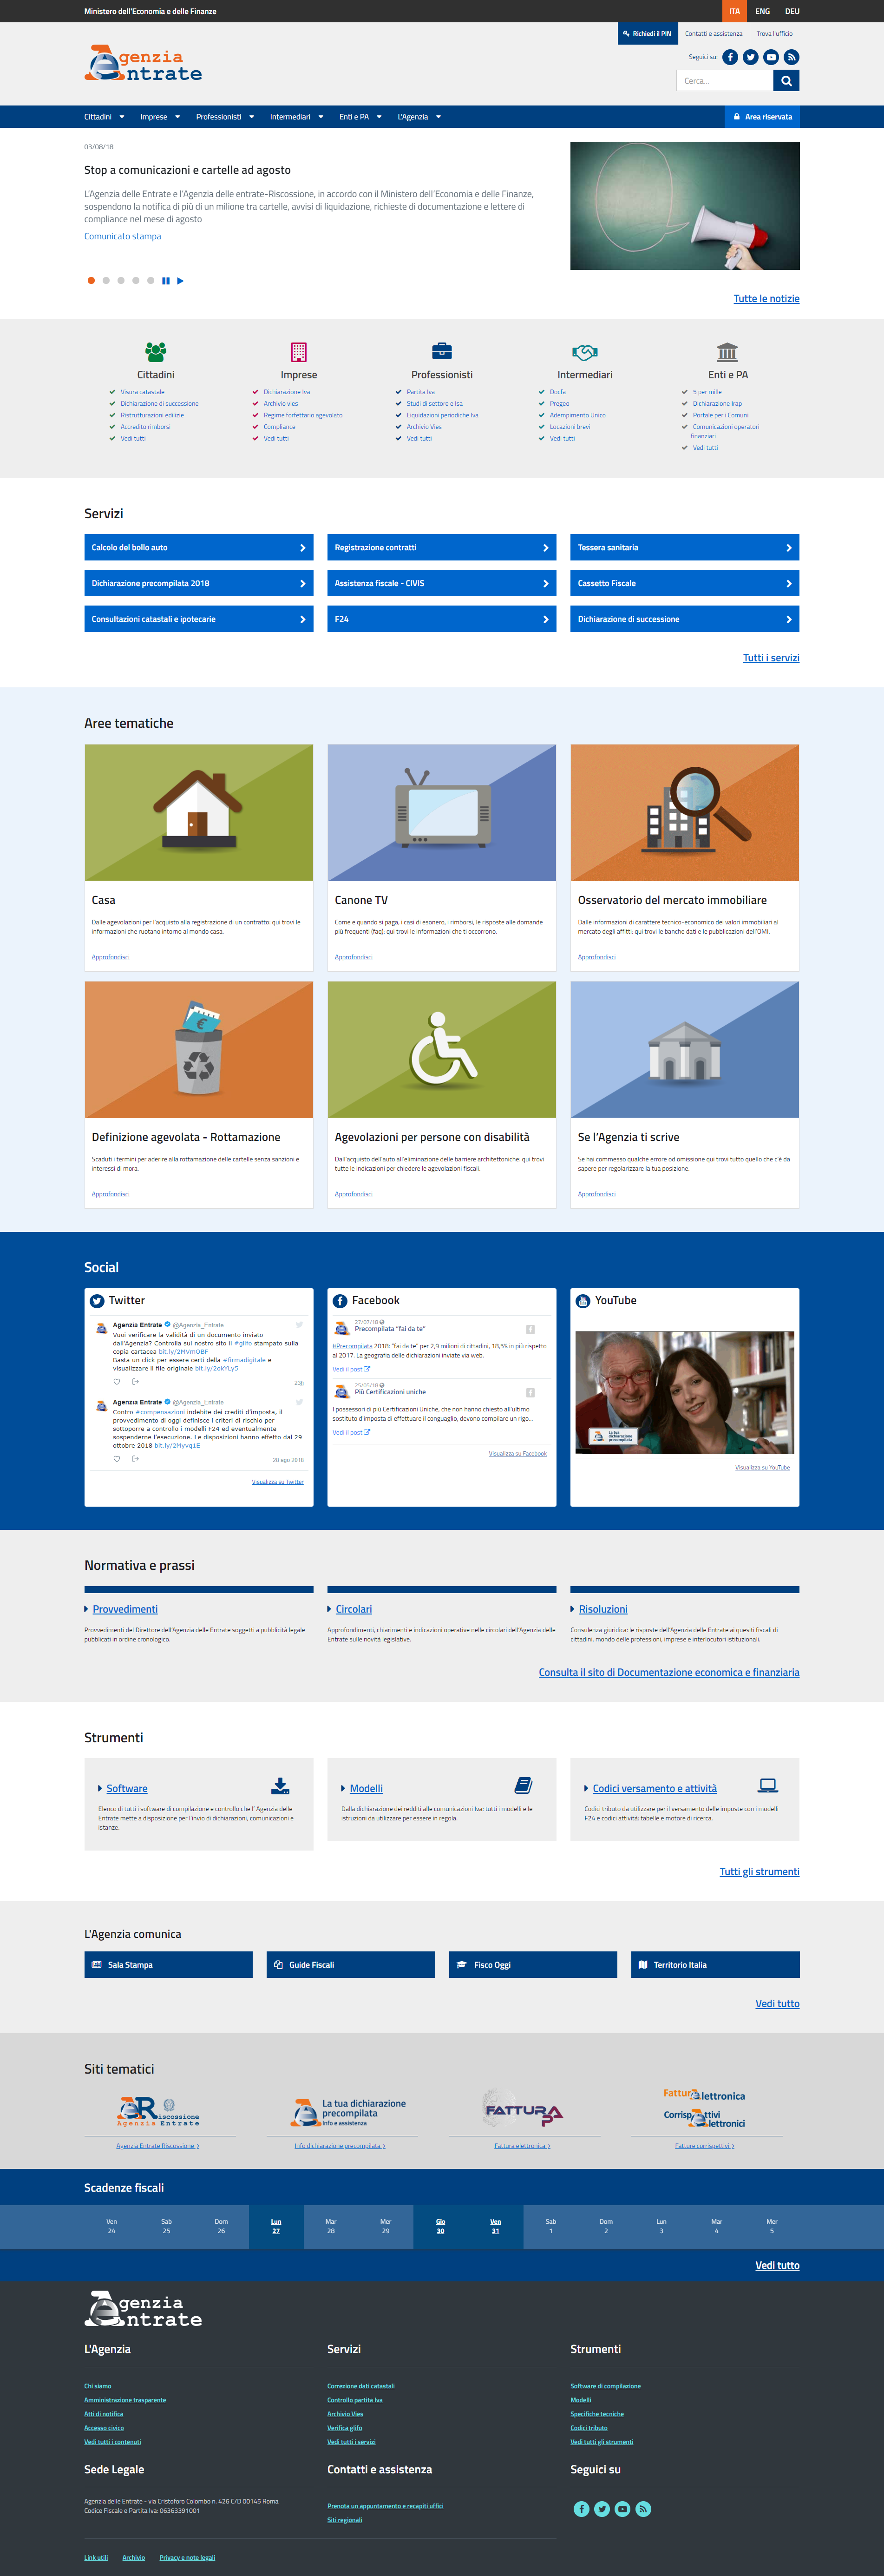 Ministero dell'Economia e delle Finanze
ITA ENG DEU
Richiedi il PIN Contatti e assistenza Trova l'ufficio
Agenzia
Entrate
Seguici su:
Cerca...
Cittadini Imprese Professionisti Intermediari Enti e PA L'Agenzia Area riservata
03/08/18
Stop a comunicazioni e cartelle ad agosto
L'Agenzia delle Entrate e l'Agenzia delle entrate-Riscossione, in accordo con il Ministero dell'Economia e delle Finanze,
sospendono la notifica di più di un milione tra cartelle, avvisi di liquidazione, richieste di documentazione e lettere di
compliance nel mese di agosto
Comunicato stampa
Tutte le notizie
Cittadini
Visura catastale
Dichiarazione di successione
Ristrutturazioni edilizie
Accredito rimborsi
Vedi tutti
Imprese
Dichiarazione Iva
Archivio vies
Regime forfettario agevolato
Compliance
Vedi tutti
Professionisti
Partita Iva
Studi di settore e Isa
Liquidazioni periodiche Iva
Archivio Vies
Vedi tutti
Intermediari
Docfa
Pregeo
Adempimento Unico
Locazioni brevi
Vedi tutti
Enti e PA
5 per mille
Dichiarazione Irap
Portale per i Comuni
Comunicazioni operatori
finanziari
Vedi tutti
Servizi
Calcolo del bollo auto
Registrazione contratti
Tessera sanitaria
Dichiarazione precompilata 2018
Assistenza fiscale - CIVIS
Cassetto Fiscale
Consultazioni catastali e ipotecarie
F24
Dichiarazione di successione
Tutti i servizi
Aree tematiche
Casa
Dalle agevolazioni per l'acquisto alla registrazione di un contratto: qui trovi le
informazioni che ruotano intorno al mondo casa.
Approfondisci
Canone TV
Come e quando si paga, i casi di esonero, i rimborsi, le risposte alle domande
più frequenti (faq): qui trovi le informazioni che ti occorrono.
Approfondisci
Osservatorio del mercato immobiliare
Dalle informazioni di carattere tecnico-economico dei valori immobiliari al
mercato degli affitti: qui trovi le banche dati e le pubblicazioni dell'OMI.
Approfondisci
Definizione agevolata - Rottamazione
Scaduti i termini per aderire alla rottamazione delle cartelle senza sanzioni e
interessi di mora.
Approfondisci
Agevolazioni per persone con disabilità
Dall'acquisto dell'auto all'eliminazione delle barriere architettoniche: qui trovi
tutte le indicazioni per chiedere le agevolazioni fiscali.
Approfondisci
Se l'Agenzia ti scrive
Se hai commesso qualche errore od omissione qui trovi tutto quello che c'è da
sapere per regolarizzare la tua posizione.
Approfondisci
Social
Twitter
Agenzia Entrate @Agenzia_Entrate
Vuoi verificare la validità di un documento inviato
dall'Agenzia? Controlla sul nostro sito il #glifo stampato sulla
copia cartacea bit.ly/2MVmOBF
Basta un click per essere certi della #firmadigitale e
visualizzare il file originale bit.ly/2okYLy5
23h
Agenzia Entrate @Agenzia_Entrate
Contro #compensazioni indebite dei crediti d'imposta, il
provvedimento di oggi definisce i criteri di rischio per
sottoporre a controllo i modelli F24 ed eventualmente
sospenderne l'esecuzione. Le disposizioni hanno effetto dal 29
ottobre 2018 bit.ly/2Myvq1E
28 ago 2018
Visualizza su Twitter
Facebook
27/07/18
Precompilata "fai da te"
#Precompilata 2018: "fai da te" per 2,9 milioni di cittadini, 18,5% in più rispetto
al 2017. La geografia delle dichiarazioni inviate via web.
Vedi il post
25/05/18
Più Certificazioni uniche
I possessori di più Certificazioni Uniche, che non hanno chiesto all'ultimo
sostituto d'imposta di effettuare il conguaglio, devono compilare un rigo...
Vedi il post
Visualizza su Facebook
YouTube
La tua
dichiarazione
precompilata
Visualizza su YouTube
Normativa e prassi
Provvedimenti
Provvedimenti del Direttore dell'Agenzia delle Entrate soggetti a pubblicità legale
pubblicati in ordine cronologico.
Circolari
Approfondimenti, chiarimenti e indicazioni operative nelle circolari dell'Agenzia delle
Entrate sulle novità legislative.
Risoluzioni
Consulenza giuridica: le risposte dell'Agenzia delle Entrate ai quesiti fiscali di
cittadini, mondo delle professioni, imprese e interlocutori istituzionali.
Consulta il sito di Documentazione economica e finanziaria
Strumenti
Software
Elenco di tutti i software di compilazione e controllo che l' Agenzia delle
Entrate mette a disposizione per l'invio di dichiarazioni, comunicazioni e
istanze.
Modelli
Dalla dichiarazione dei redditi alle comunicazioni Iva: tutti i modelli e le
istruzioni da utilizzare per essere in regola.
Codici versamento e attività
Codici tributo da utilizzare per il versamento delle imposte con i modelli
F24 e codici attività: tabelle e motore di ricerca.
Tutti gli strumenti
L'Agenzia comunica
Sala Stampa
Guide Fiscali
Fisco Oggi
Territorio Italia
Vedi tutto
Siti tematici
Riscossione
Agenzia Entrate
Agenzia Entrate Riscossione
La tua dichiarazione
precompilata
Info e assistenza
Info dichiarazione precompilata
FATTURAPA
Fattura elettronica
Fattura Elettronica
Corrispettivi Elettronici
Fatture corrispettivi
Scadenze fiscali
Ven Sab Dom Lun Mar Mer Gio Ven Sab Dom Lun Mar Mer
24 25 26 27 28 29 30 31 1 2 3 4 5
Vedi tutto
Agenzia
Entrate
L'Agenzia
Chi siamo
Amministrazione trasparente
Atti di notifica
Accesso civico
Vedi tutti i contenuti
Servizi
Correzione dati catastali
Controllo partita Iva
Archivio Vies
Verifica glifo
Vedi tutti i servizi
Strumenti
Software di compilazione
Modelli
Specifiche tecniche
Codici tributo
Vedi tutti gli strumenti
Sede Legale
Agenzia delle Entrate - via Cristoforo Colombo n. 426 C/D 00145 Roma
Codice Fiscale e Partita Iva: 06363391001
Contatti e assistenza
Prenota un appuntamento e recapiti uffici
Siti regionali
Seguici su
Link utili Archivio Privacy e note legali